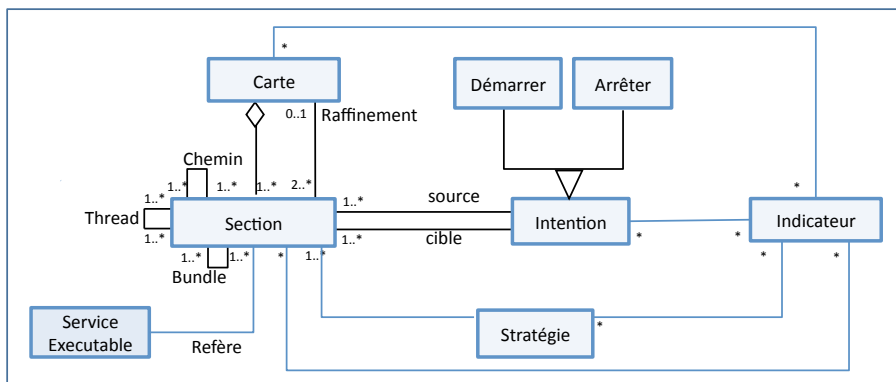 *
Carte
Démarrer
Arrêter
0..1
Raffinement
Chemin
1..*
1..*
1..*
2..*
*
1..*
1..*
source
Thread
Section
Intention
Indicateur
1..*
1..*
cible
*
*
1..*
1..*
*
1..*
*
*
Bundle
Service
Executable
Refère
Stratégie
*